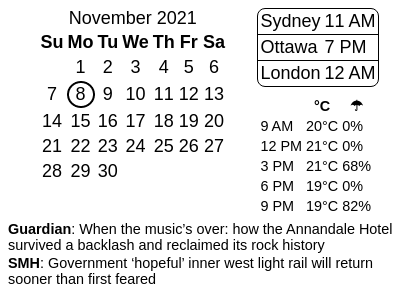 November 2021
Su Mo Tu We Th Fr Sa
1 2 3 4 5 6
7 8 9 10 11 12 13
14 15 16 17 18 19 20
21 22 23 24 25 26 27
28 29 30
Sydney 11 AM
Ottawa 7 PM
London 12 AM
°C ☂
9 AM 20°C 0%
12 PM 21°C 0%
3 PM 21°C 68%
6 PM 19°C 0%
9 PM 19°C 82%
Guardian: When the music’s over: how the Annandale Hotel
survived a backlash and reclaimed its rock history
SMH: Government ‘hopeful’ inner west light rail will return
sooner than first feared